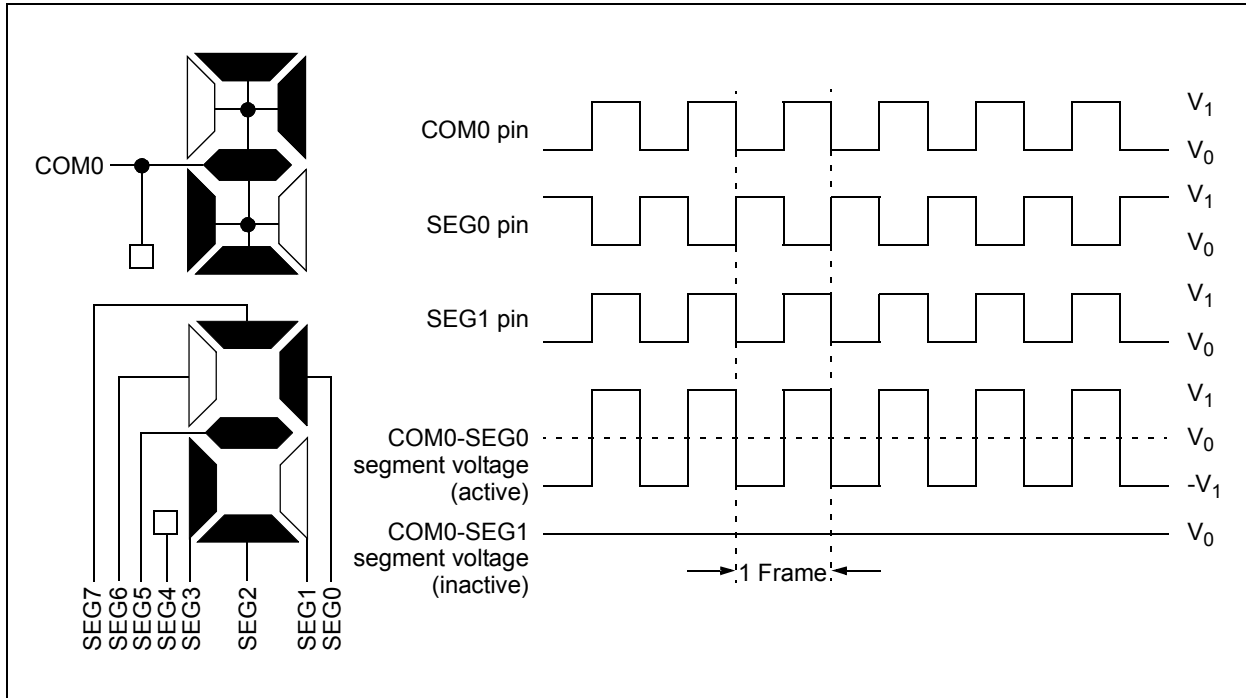 COM0
SEG7
SEG6
SEG5
SEG4
SEG3
SEG2
SEG1
SEG0
COM0 pin
V1
V0
SEG0 pin
V1
V0
SEG1 pin
V1
V0
COM0-SEG0
segment voltage
(active)
V1
V0
-V1
COM0-SEG1
segment voltage
(inactive)
V0
1 Frame